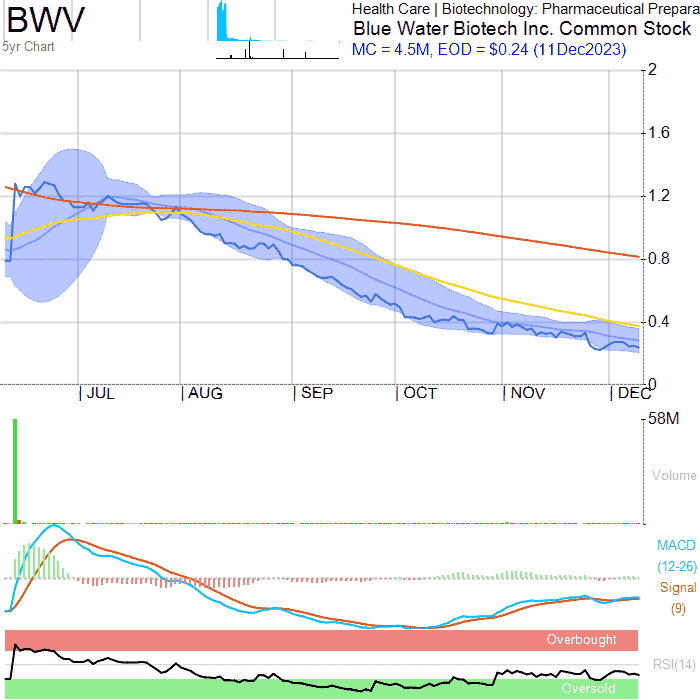 BWV
5yr Chart
Health Care | Biotechnology: Pharmaceutical Prepara
Blue Water Biotech Inc. Common Stock
MC = 4.5M, EOD = $0.24 (11Dec2023)
2
1.6
1.2
0.8
0.4
0
JUL AUG SEP OCT NOV DEC
58M
Volume
MACD
(12-26)
Signal
(9)
Overbought
RSI(14)
Oversold